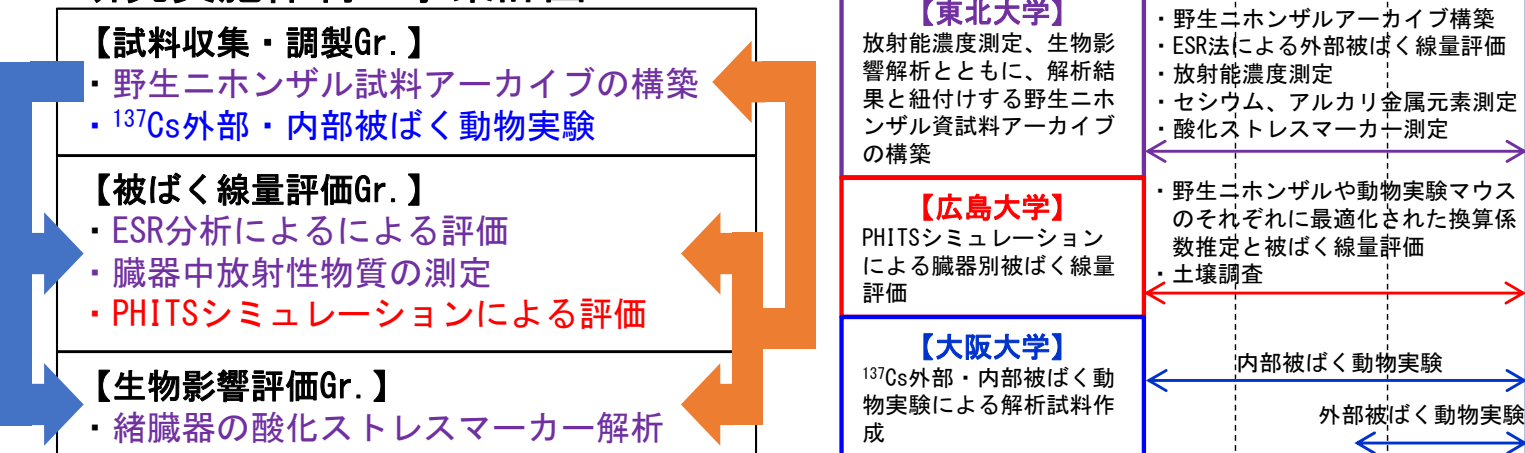 【試料収集・調製Gr.】
・野生ニホンザル試料アーカイブの構築
・137Cs外部・内部被ばく動物実験
【被ばく線量評価Gr.】
・ESR分析によるによる評価
・臓器中放射性物質の測定
・PHITSシミュレーションによる評価
【生物影響評価Gr.】
・緒臓器の酸化ストレスマーカー解析
【東北大学】
放射能濃度測定、生物影
響解析とともに、解析結
果と紐付けする野生ニホ
ンザル資試料アーカイブ
の構築
・野生ニホンザルアーカイブ構築
・ESR法による外部被ばく線量評価
・放射能濃度測定
・セシウム、アルカリ金属元素測定
・酸化ストレスマーカー測定
【広島大学】
PHITSシミュレーション
による臓器別被ばく線量
評価
・野生ニホンザルや動物実験マウス
のそれぞれに最適化された換算係
数推定と被ばく線量評価
・土壌調査
【大阪大学】
137Cs外部・内部被ばく動
物実験による解析試料作
成
内部被ばく動物実験
外部被ばく動物実験